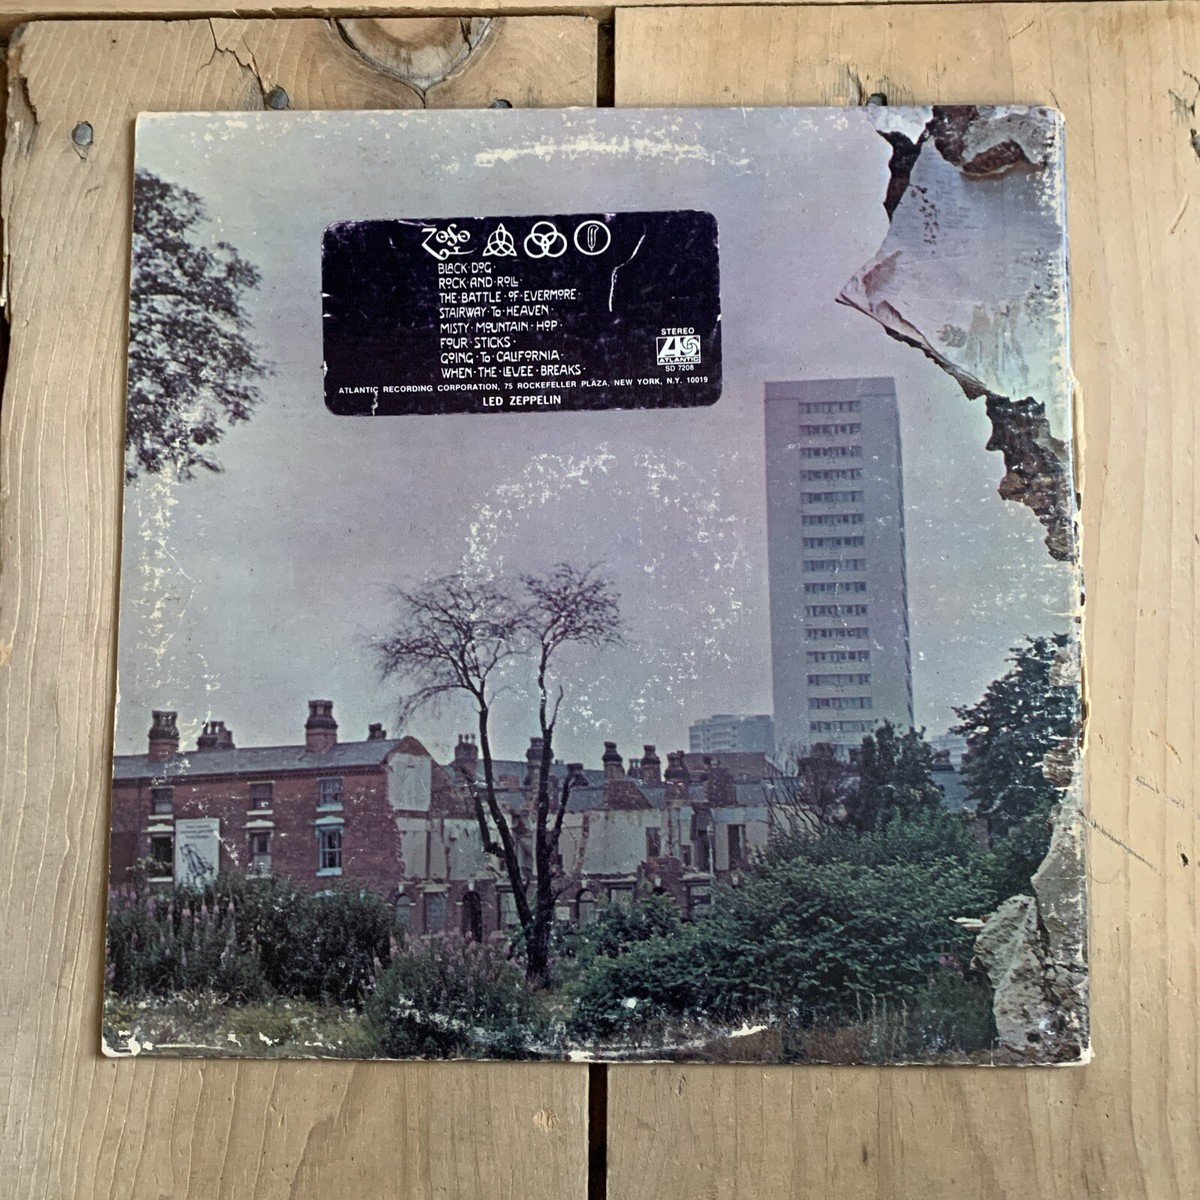 BLACK·DOG·
ROCK·AND·ROLL·
THE·BATTLE·OF·EVERMORE·
STAIRWAY·TO·HEAVEN·
MISTY·MOUNTAIN·HOP·
FOUR·STICKS·
GOING·TO·CALIFORNIA·
WHEN·THE·LEVEE·BREAKS·
STEREO
ATLANTIC
SD 7208
ATLANTIC RECORDING CORPORATION, 75 ROCKEFELLER PLAZA, NEW YORK, N.Y. 10019
LED ZEPPELIN